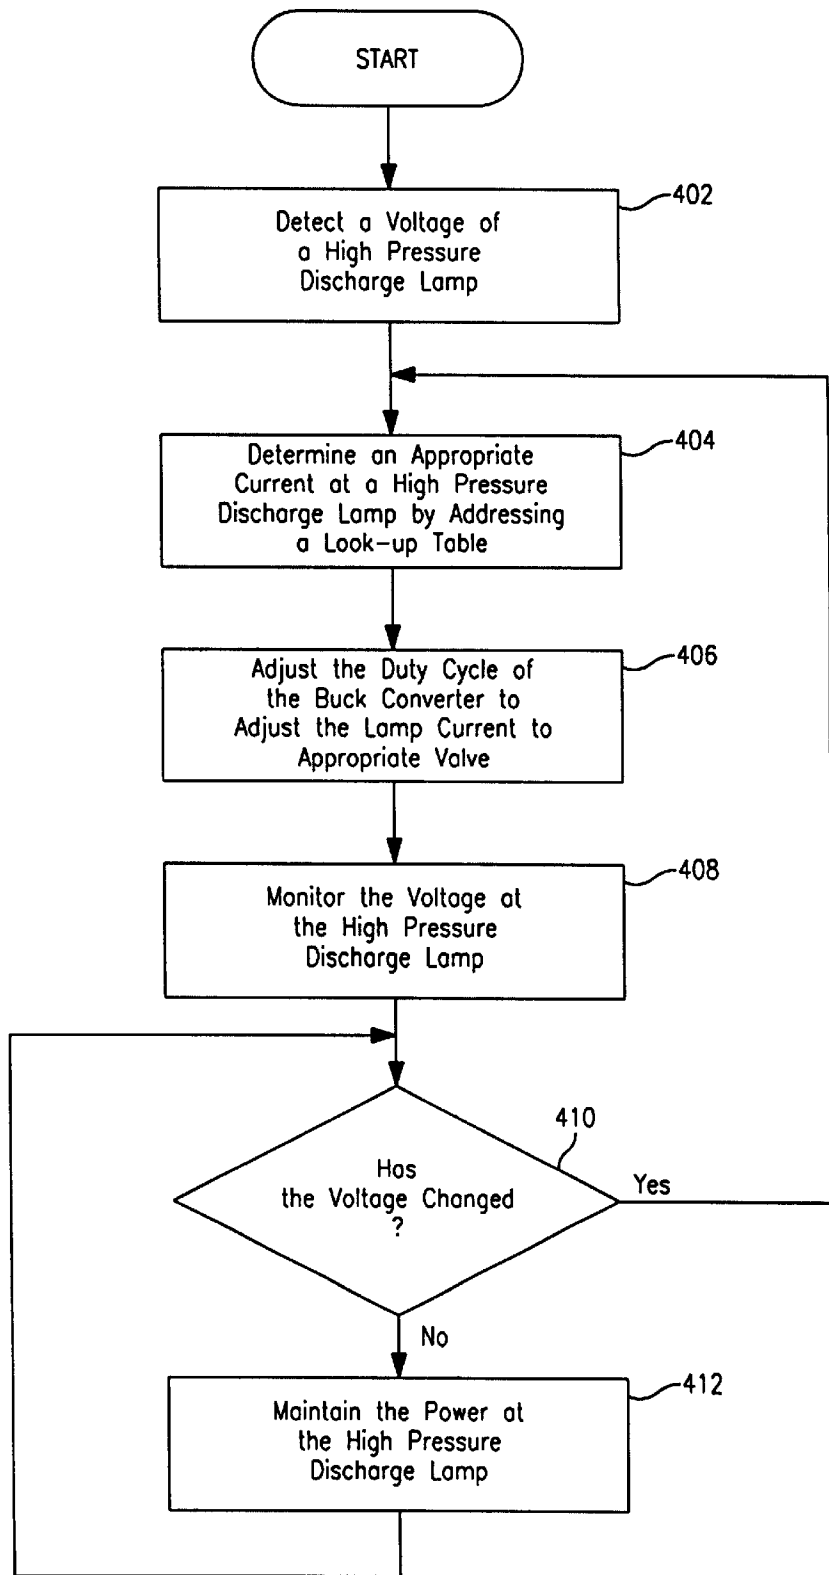 START
402
Detect a Voltage of
a High Pressure
Discharge Lamp
404
Determine an Appropriate
Current at a High Pressure
Discharge Lamp by Addressing
a Look-up Table
406
Adjust the Duty Cycle of
the Buck Converter to
Adjust the Lamp Current to
Appropriate Valve
408
Monitor the Voltage at
the High Pressure
Discharge Lamp
410
Has
the Voltage Changed
?
Yes
No
412
Maintain the Power at
the High Pressure
Discharge Lamp